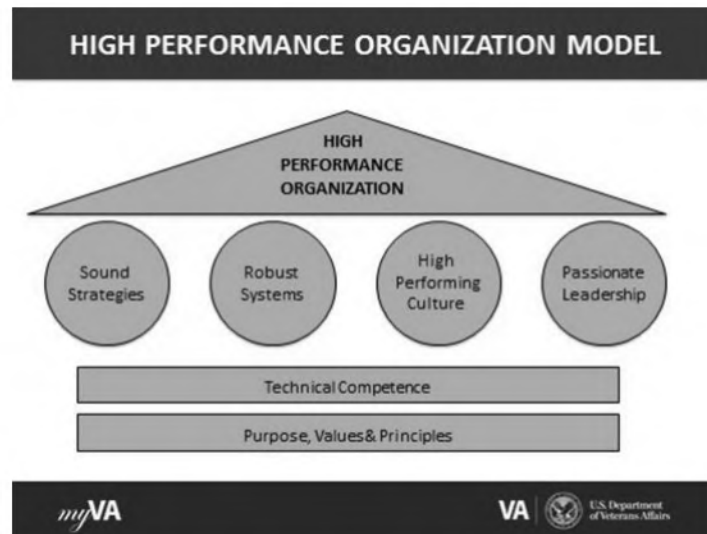 HIGH PERFORMANCE ORGANIZATION MODEL
HIGH
PERFORMANCE
ORGANIZATION
Sound
Strategies
Robust
Systems
High
Performing
Culture
Passionate
Leadership
Technical Competence
Purpose, Values& Principles
myVA
VA
U.S. Department
of Veterans Affairs